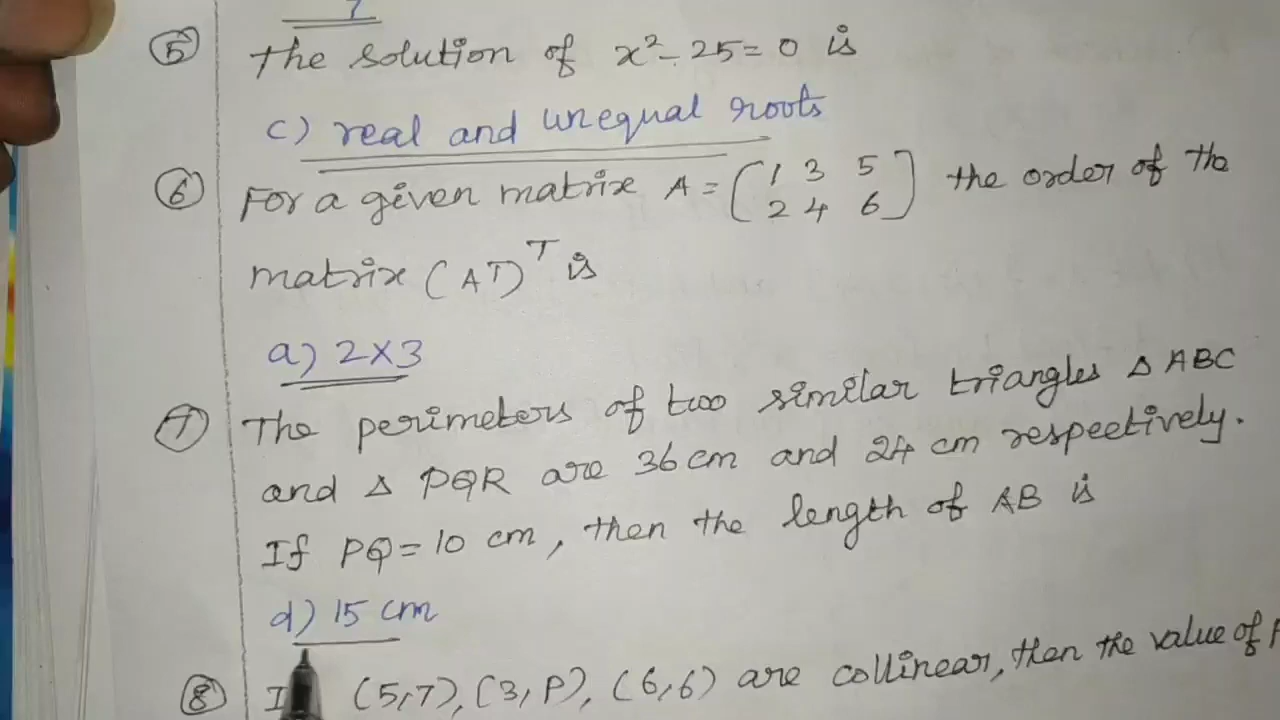 7
5 The solution of x² - 25 = 0 is
c) real and unequal roots
6 For a given matrix A = [1 3 5
2 4 6] the order of the
matrix (AT)ᵀ is
a) 2×3
7 The perimeters of two similar triangles Δ ABC
and Δ PQR are 36 cm and 24 cm respectively.
If PQ = 10 cm, then the length of AB is
d) 15 cm
8 (5,7), (3,P), (6,6) are collinear, then the value of